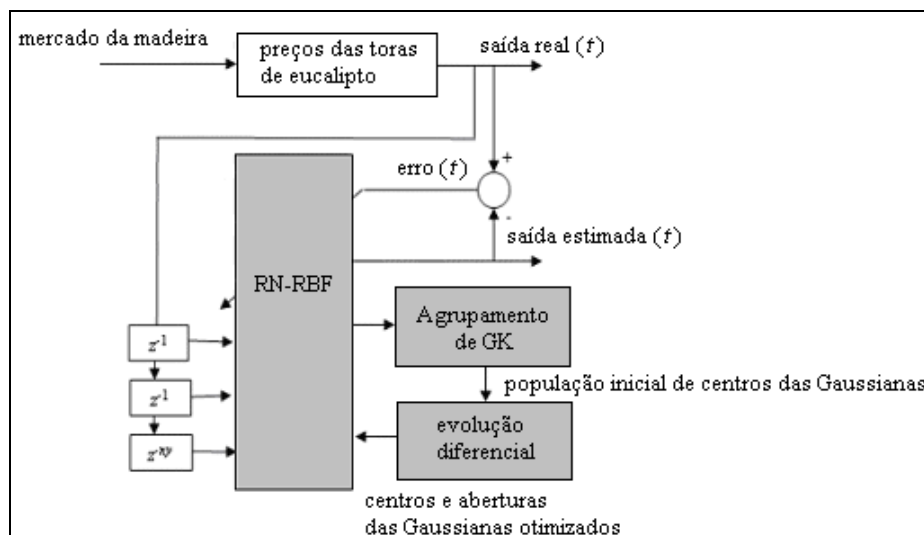 mercado da madeira
preços das toras
de eucalipto
saída real (t)
+
erro (t)
-
saída estimada (t)
RN-RBF
Agrupamento
de GK
z-1
população inicial de centros das Gaussianas
z-1
evolução
diferencial
z-ny
centros e aberturas
das Gaussianas otimizados